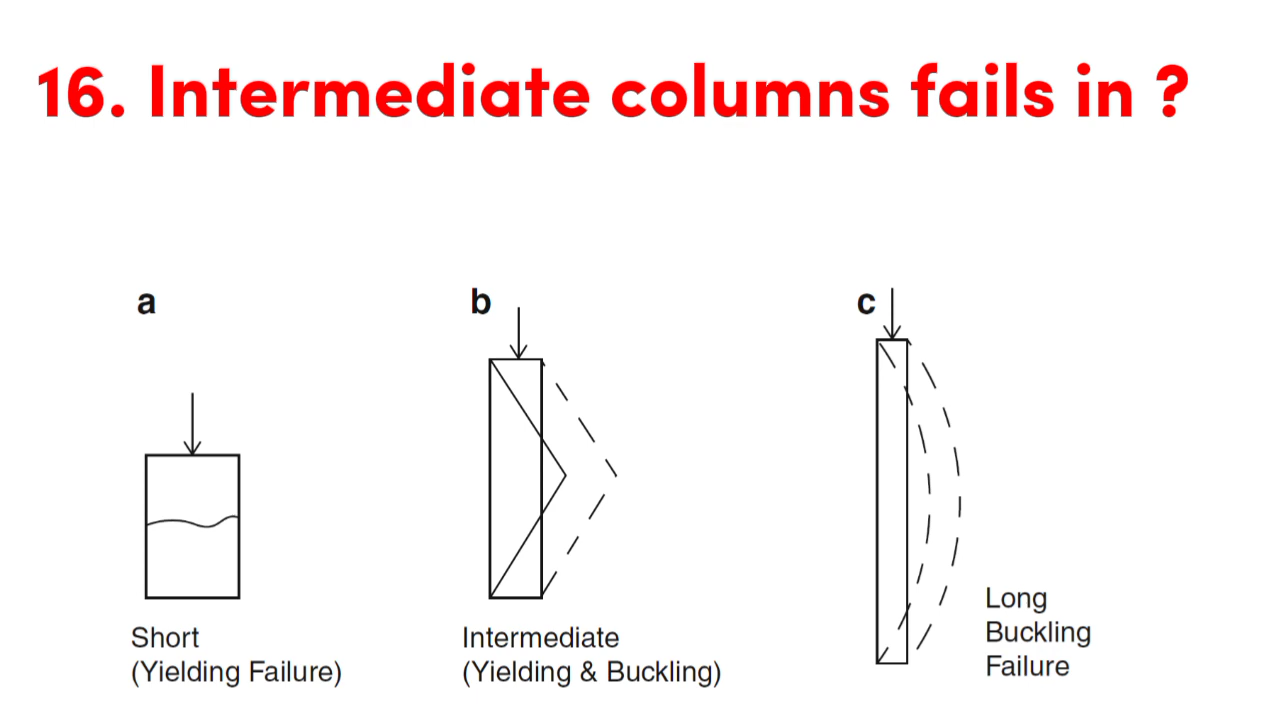 16. Intermediate columns fails in ?
a
b
c
Short
(Yielding Failure)
Intermediate
(Yielding & Buckling)
Long
Buckling
Failure